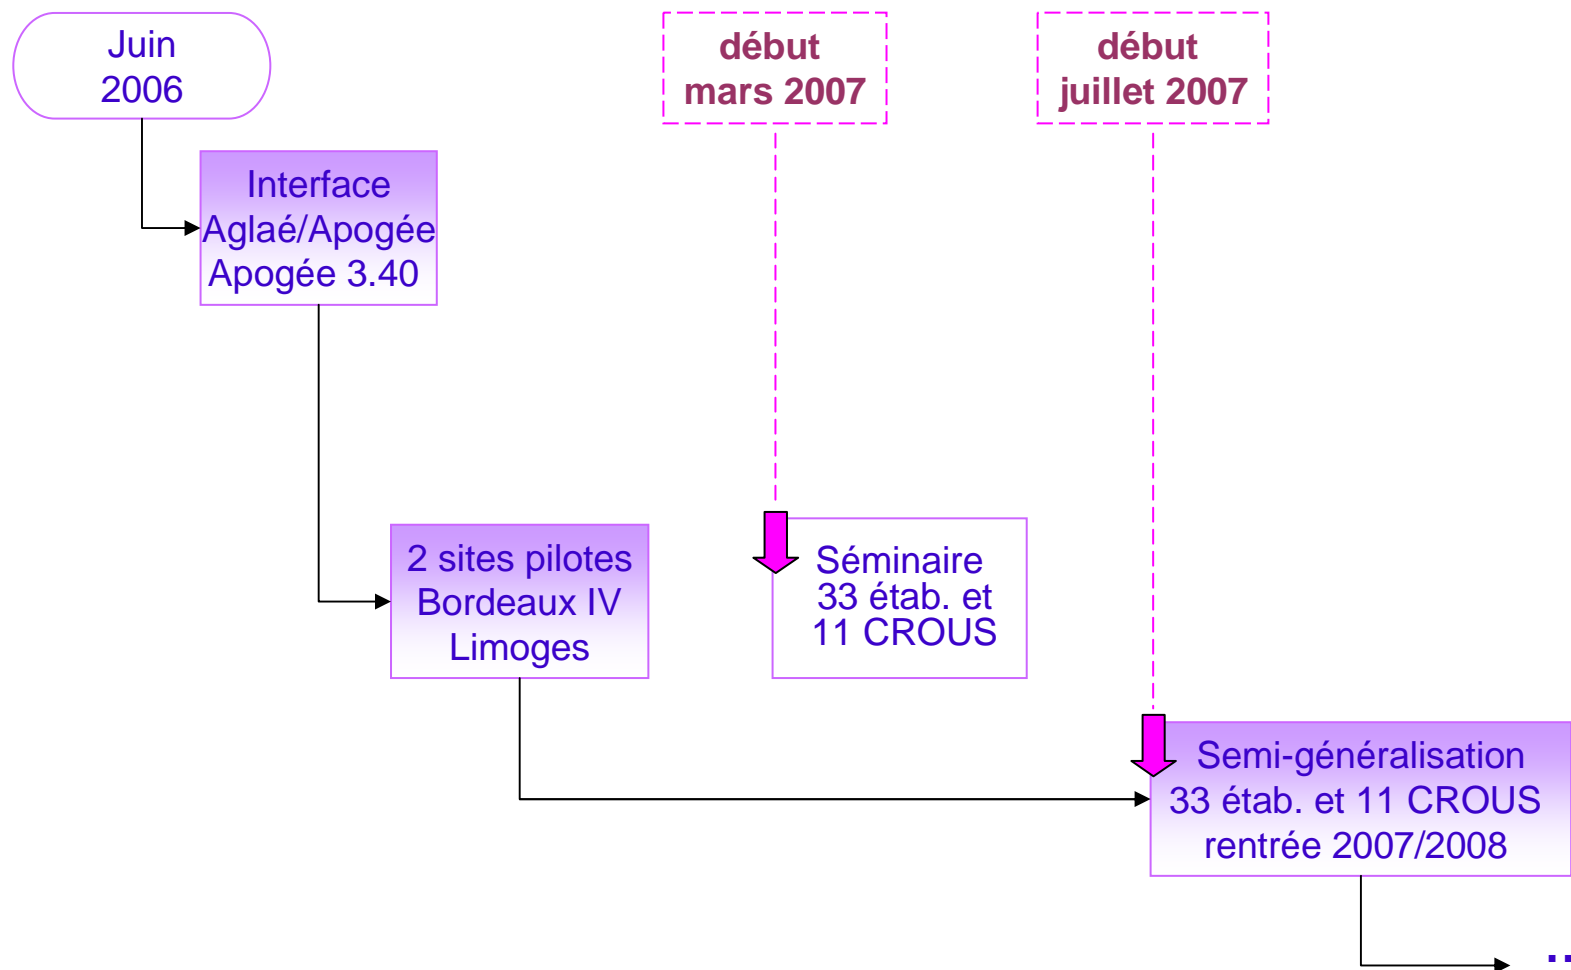 Juin
2006
début
mars 2007
début
juillet 2007
Interface
Aglaé/Apogée
Apogée 3.40
2 sites pilotes
Bordeaux IV
Limoges
Séminaire
33 étab. et
11 CROUS
Semi-généralisation
33 étab. et 11 CROUS
rentrée 2007/2008
..